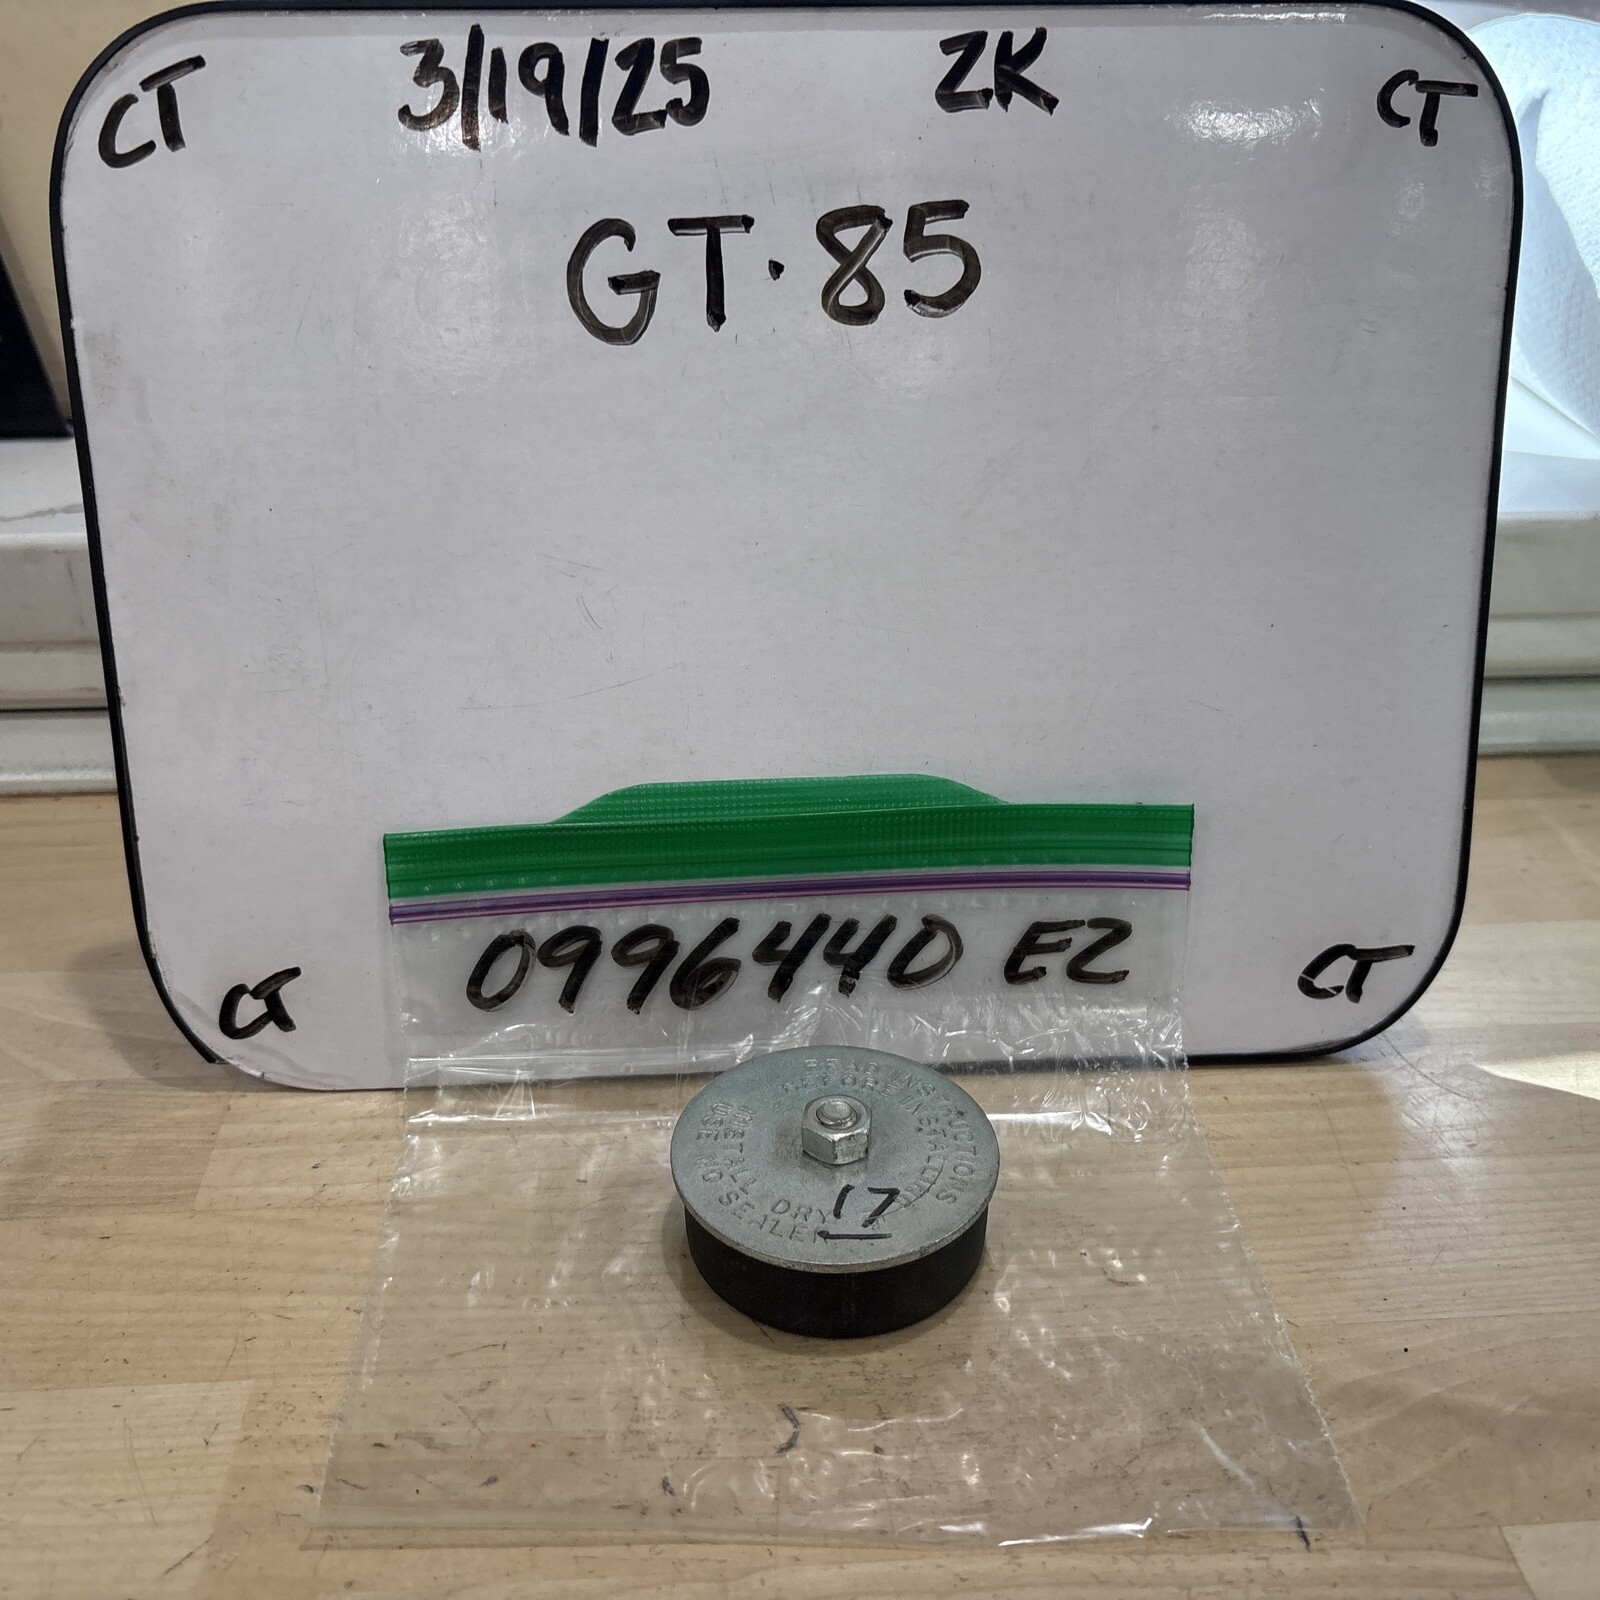 CT 3/19/25 ZK CT
GT·85
0996440 EZ
CT CT
READ INSTRUCTIONS
BEFORE INSTALLING
INSTALL DRY
USE NO SEALER
17